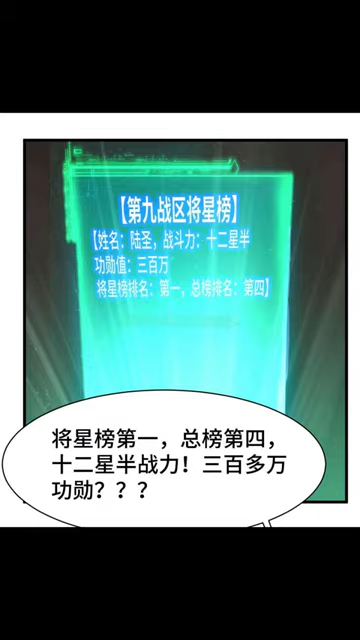 【第九战区将星榜】
【姓名：陆圣，战斗力：十二星半
功勋值：三百万
将星榜排名：第一，总榜排名：第四】
将星榜第一，总榜第四，
十二星半战力！三百多万
功勋？？？